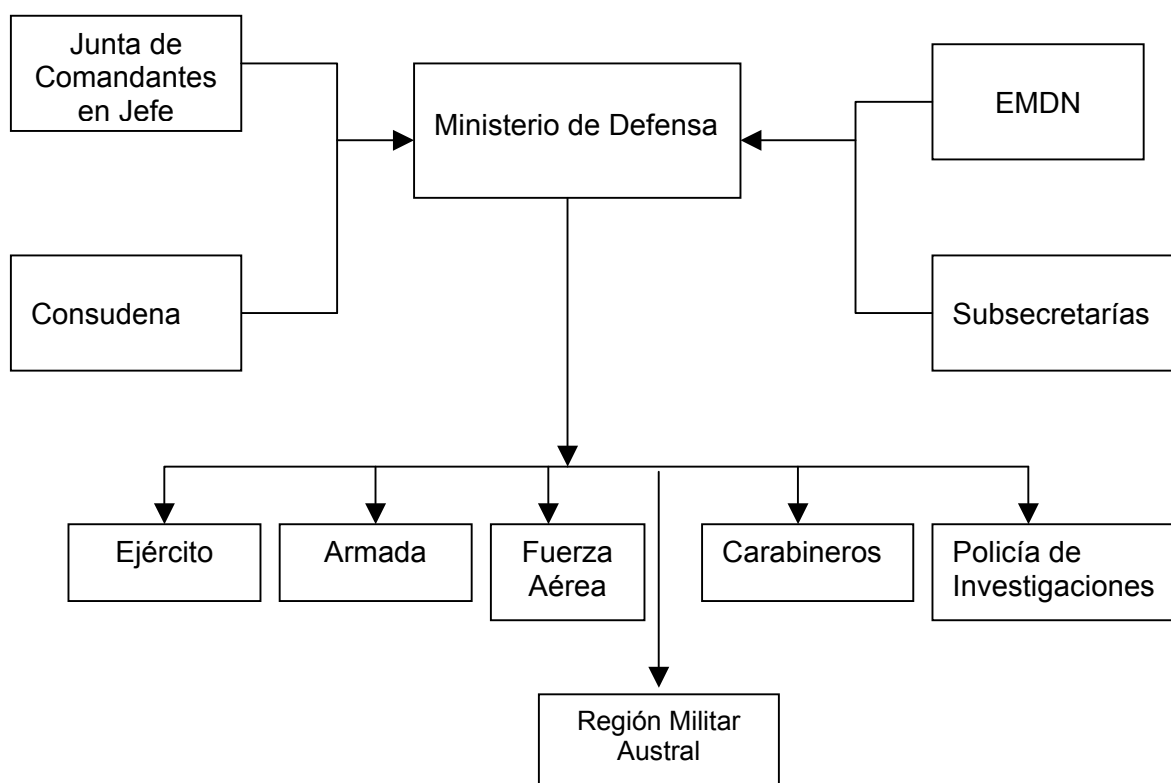 Junta de
Comandantes
en Jefe
Ministerio de Defensa
EMDN
Consudena
Subsecretarías
Ejército
Armada
Fuerza
Aérea
Carabineros
Policía de
Investigaciones
Región Militar
Austral